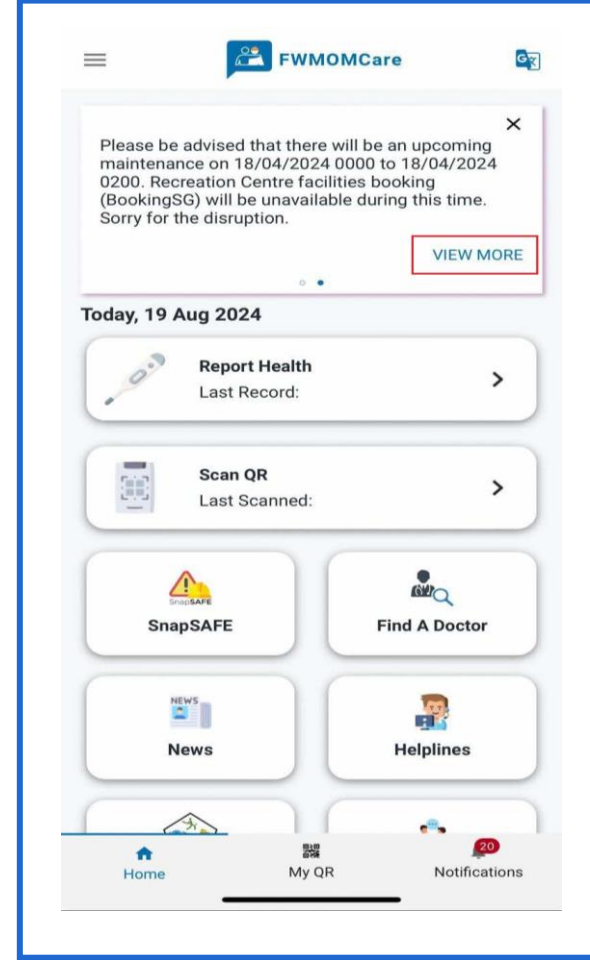 FWMOMCare
Please be advised that there will be an upcoming
maintenance on 18/04/2024 0000 to 18/04/2024
0200. Recreation Centre facilities booking
(BookingSG) will be unavailable during this time.
Sorry for the disruption.
VIEW MORE
Today, 19 Aug 2024
Report Health
Last Record:
Scan QR
Last Scanned:
SnapSAFE
SnapSAFE
Find A Doctor
NEWS
News
Helplines
20
Home
My QR
Notifications